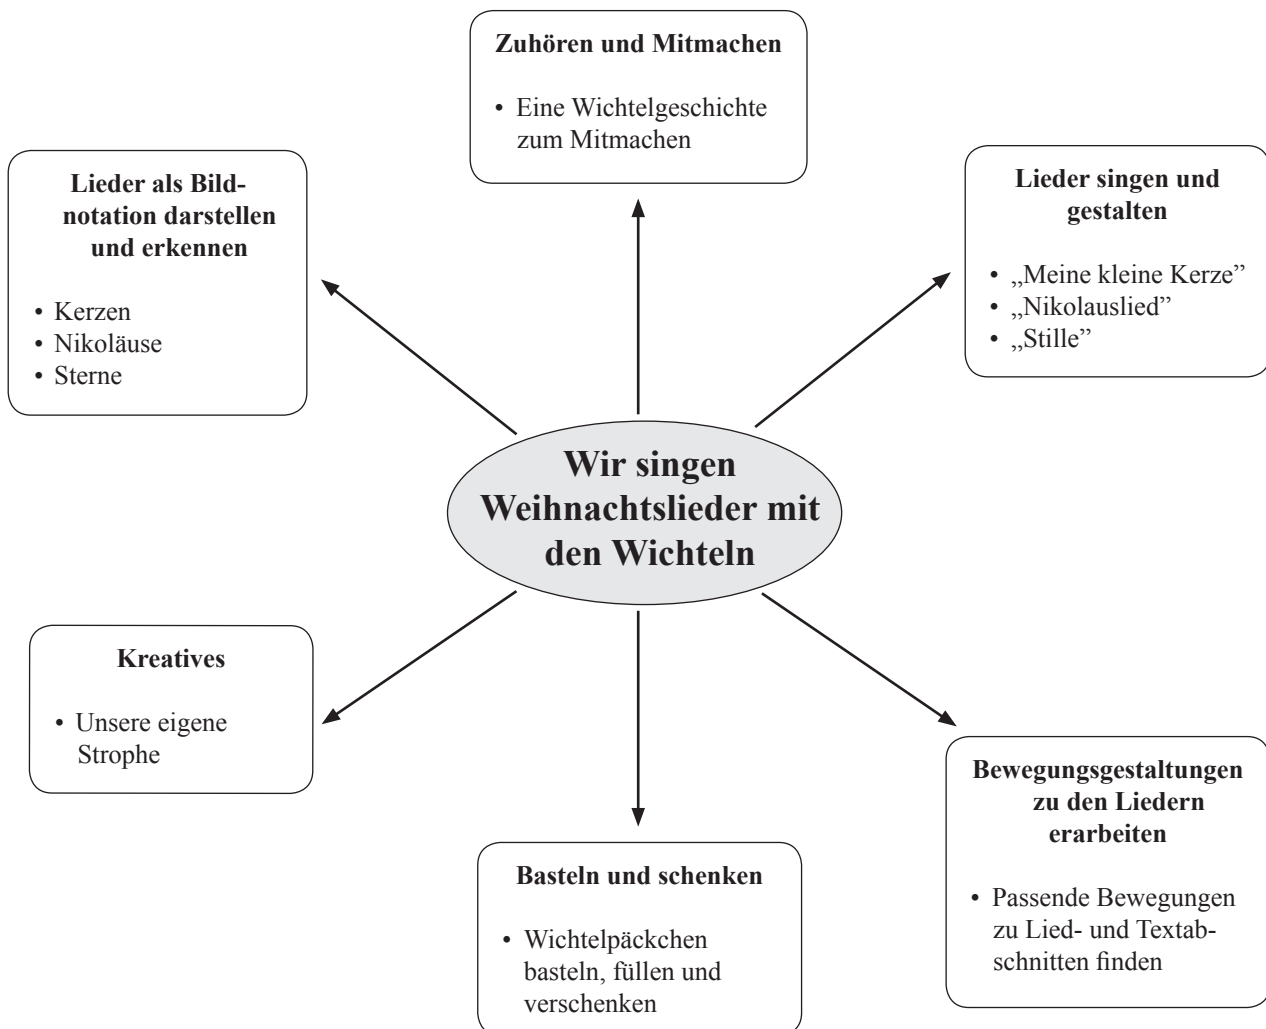 Zuhören und Mitmachen
• Eine Wichtelgeschichte
zum Mitmachen
Lieder als Bild-
notation darstellen
und erkennen
• Kerzen
• Nikoläuse
• Sterne
Lieder singen und
gestalten
• „Meine kleine Kerze”
• „Nikolauslied”
• „Stille”
Wir singen
Weihnachtslieder mit
den Wichteln
Kreatives
• Unsere eigene
Strophe
Basteln und schenken
• Wichtelpäckchen
basteln, füllen und
verschenken
Bewegungsgestaltungen
zu den Liedern
erarbeiten
• Passende Bewegungen
zu Lied- und Textab-
schnitten finden